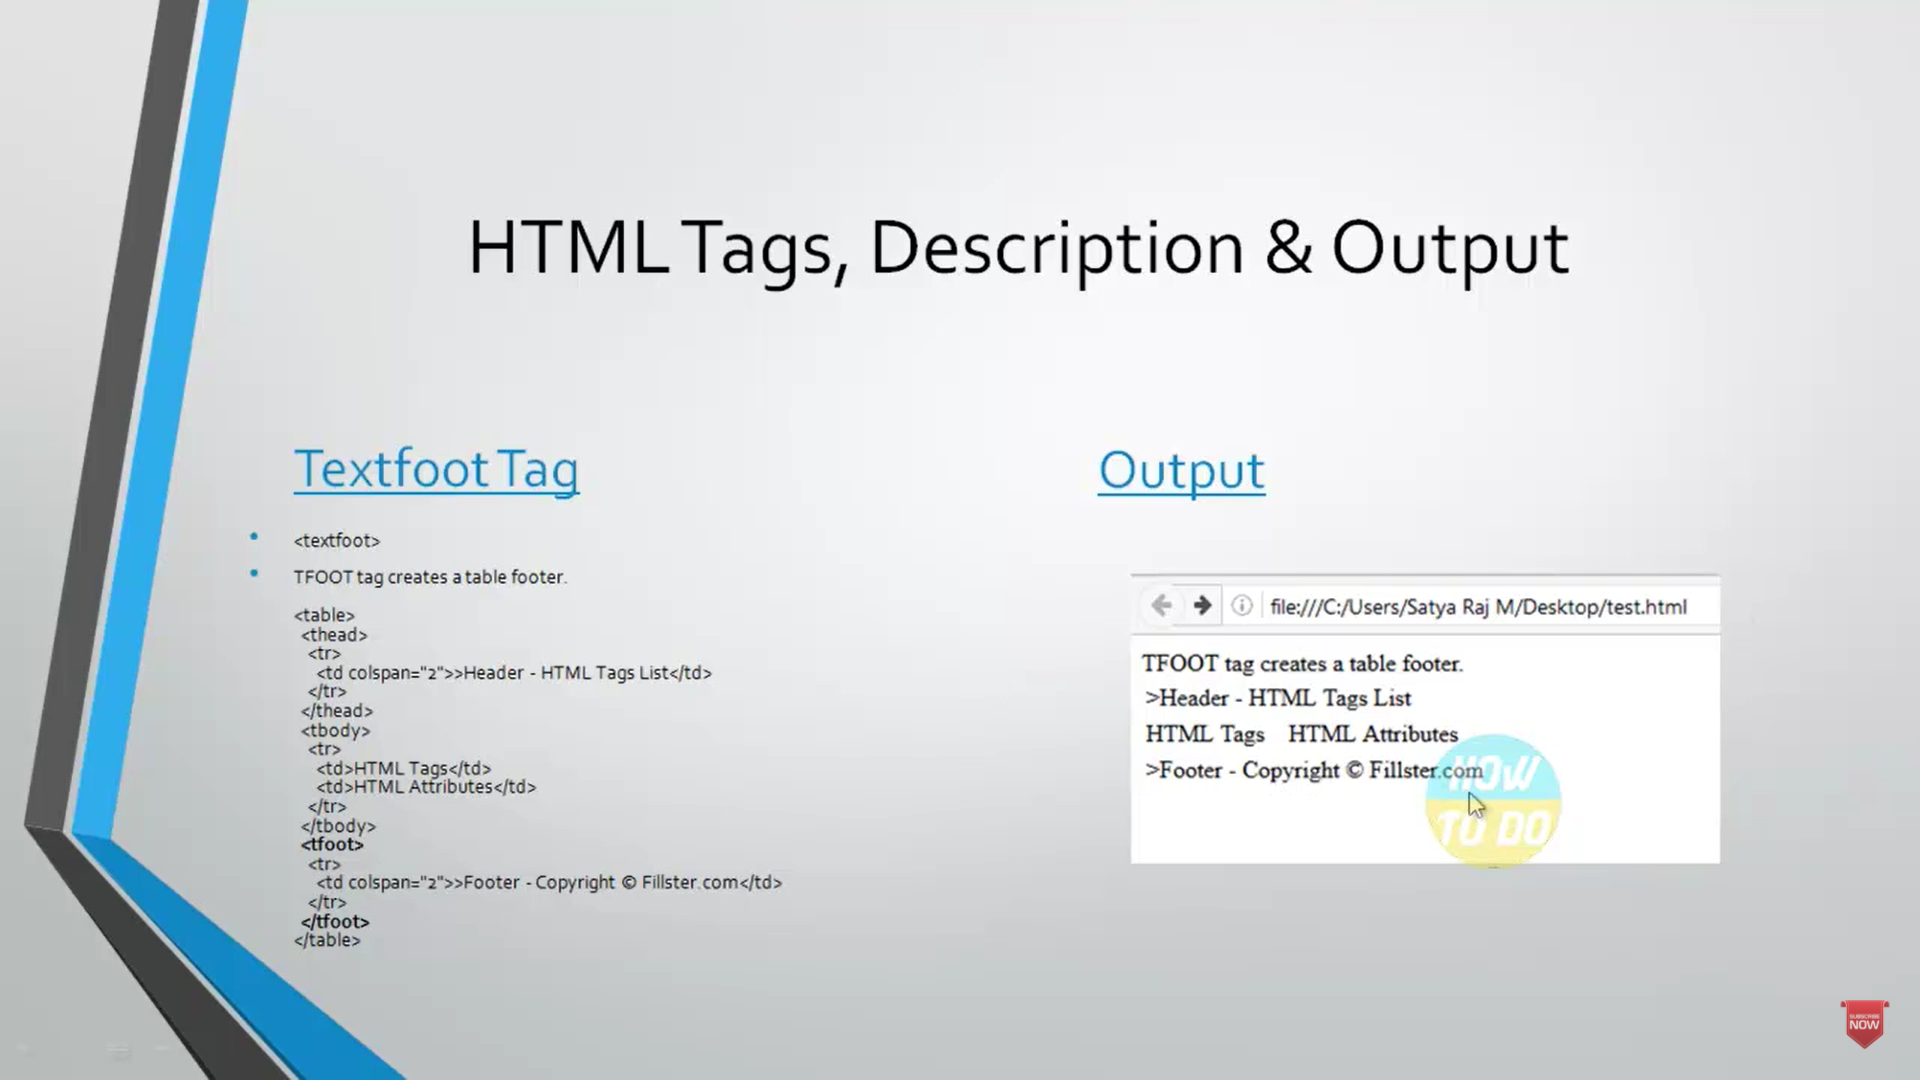 HTML Tags, Description & Output
Textfoot Tag
<textfoot>
TFOOT tag creates a table footer.
<table>
<thead>
<tr>
<td colspan="2">>Header - HTML Tags List</td>
</tr>
</thead>
<tbody>
<tr>
<td>HTML Tags</td>
<td>HTML Attributes</td>
</tr>
</tbody>
<tfoot>
<tr>
<td colspan="2">>Footer - Copyright © Fillster.com</td>
</tr>
</tfoot>
</table>
Output
file:///C:/Users/Satya Raj M/Desktop/test.html
TFOOT tag creates a table footer.
>Header - HTML Tags List
HTML Tags HTML Attributes
>Footer - Copyright © Fillster.com
HOW
TO DO
SUBSCRIBE
NOW